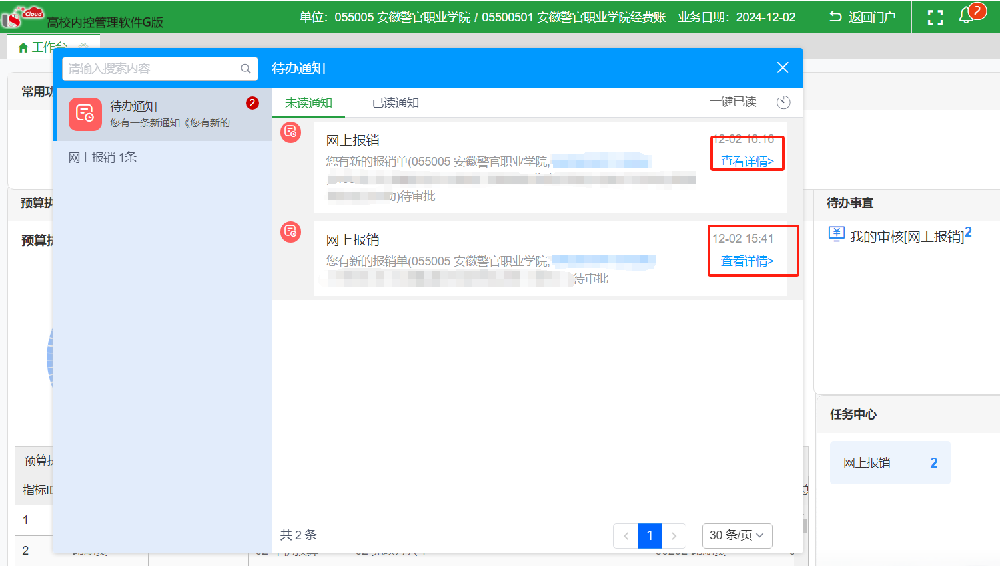 Cloud
高校内控管理软件G版
单位：055005 安徽警官职业学院 / 05500501 安徽警官职业学院经费账
业务日期：2024-12-02
返回门户
2
工作台
请输入搜索内容
待办通知
常用功
待办通知
2
您有一条新通知《您有新的...
网上报销 1条
未读通知
已读通知
一键已读
网上报销
12-02 16:16
您有新的报销单(055005 安徽警官职业学院,
查看详情>
)待审批
网上报销
12-02 15:41
您有新的报销单(055005 安徽警官职业学院,
查看详情>
待审批
共 2 条
1
30 条/页
预算执
预算执
待办事宜
我的审核[网上报销]2
任务中心
网上报销 2
预算执
指标ID
1
2